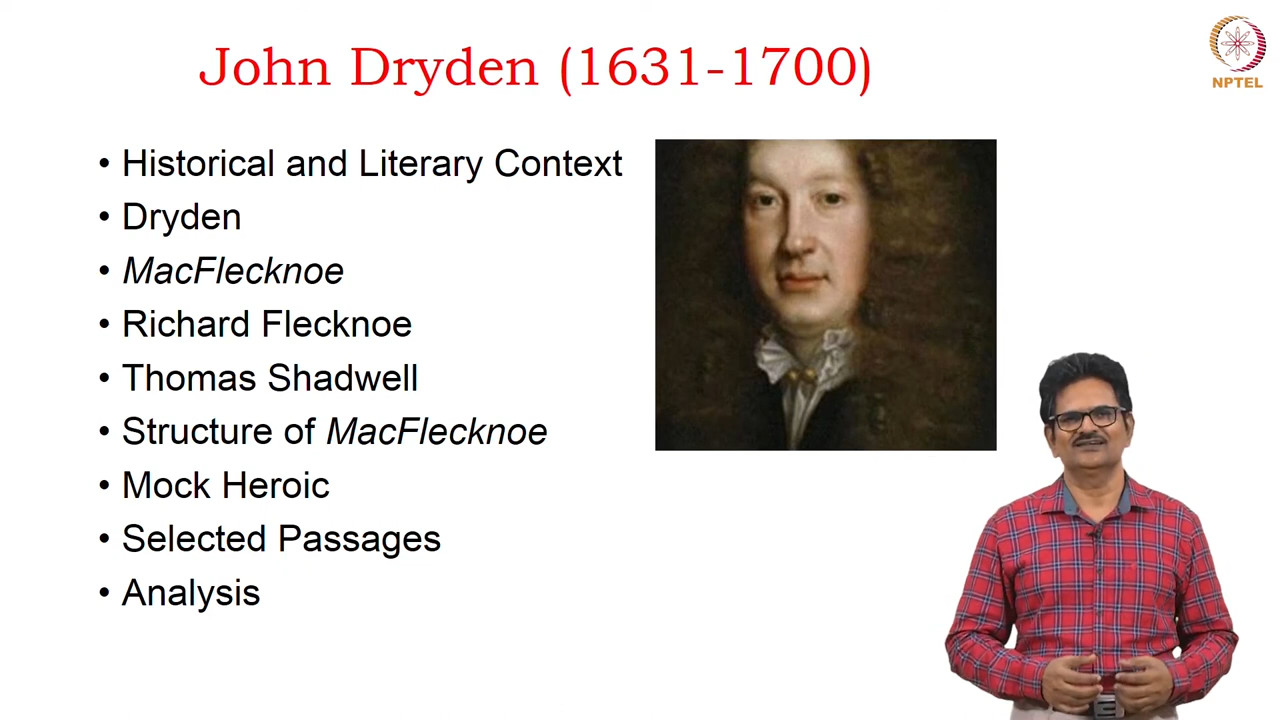 John Dryden (1631-1700)
NPTEL
• Historical and Literary Context
• Dryden
• MacFlecknoe
• Richard Flecknoe
• Thomas Shadwell
• Structure of MacFlecknoe
• Mock Heroic
• Selected Passages
• Analysis